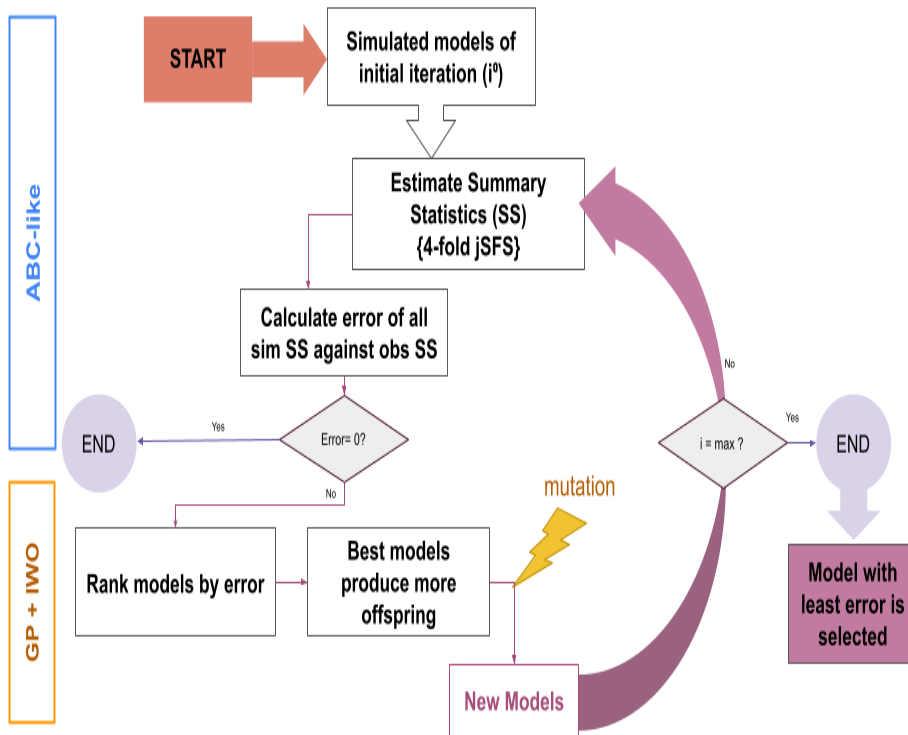 START
Simulated models of
initial iteration (i⁰)
ABC-like
Estimate Summary
Statistics (SS)
{4-fold jSFS}
Calculate error of all
sim SS against obs SS
No
END
Yes
Error= 0?
i = max ?
Yes
END
No
mutation
GP + IWO
Rank models by error
Best models
produce more
offspring
Model with
least error is
selected
New Models